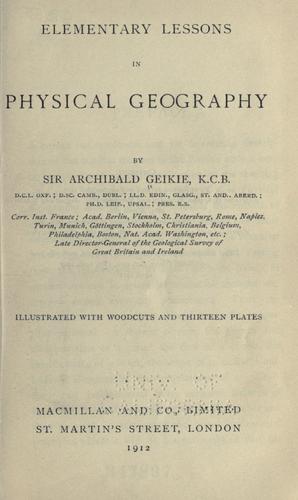 ELEMENTARY LESSONS
IN
PHYSICAL GEOGRAPHY
BY
SIR ARCHIBALD GEIKIE, K.C.B.
D.C.L. OXF.; D.SC. CAMB., DUBL.; LL.D. EDIN., GLASG., ST. AND., ABERD.;
PH.D. LEIP., UPSAL.; PRES. R.S.
Corr. Inst. France; Acad. Berlin, Vienna, St. Petersburg, Rome, Naples,
Turin, Munich, Göttingen, Stockholm, Christiania, Belgium,
Philadelphia, Boston, Nat. Acad. Washington, etc.;
Late Director-General of the Geological Survey of
Great Britain and Ireland
ILLUSTRATED WITH WOODCUTS AND THIRTEEN PLATES
UNIV. OF
MACMILLAN AND CO., LIMITED
ST. MARTIN'S STREET, LONDON
1912